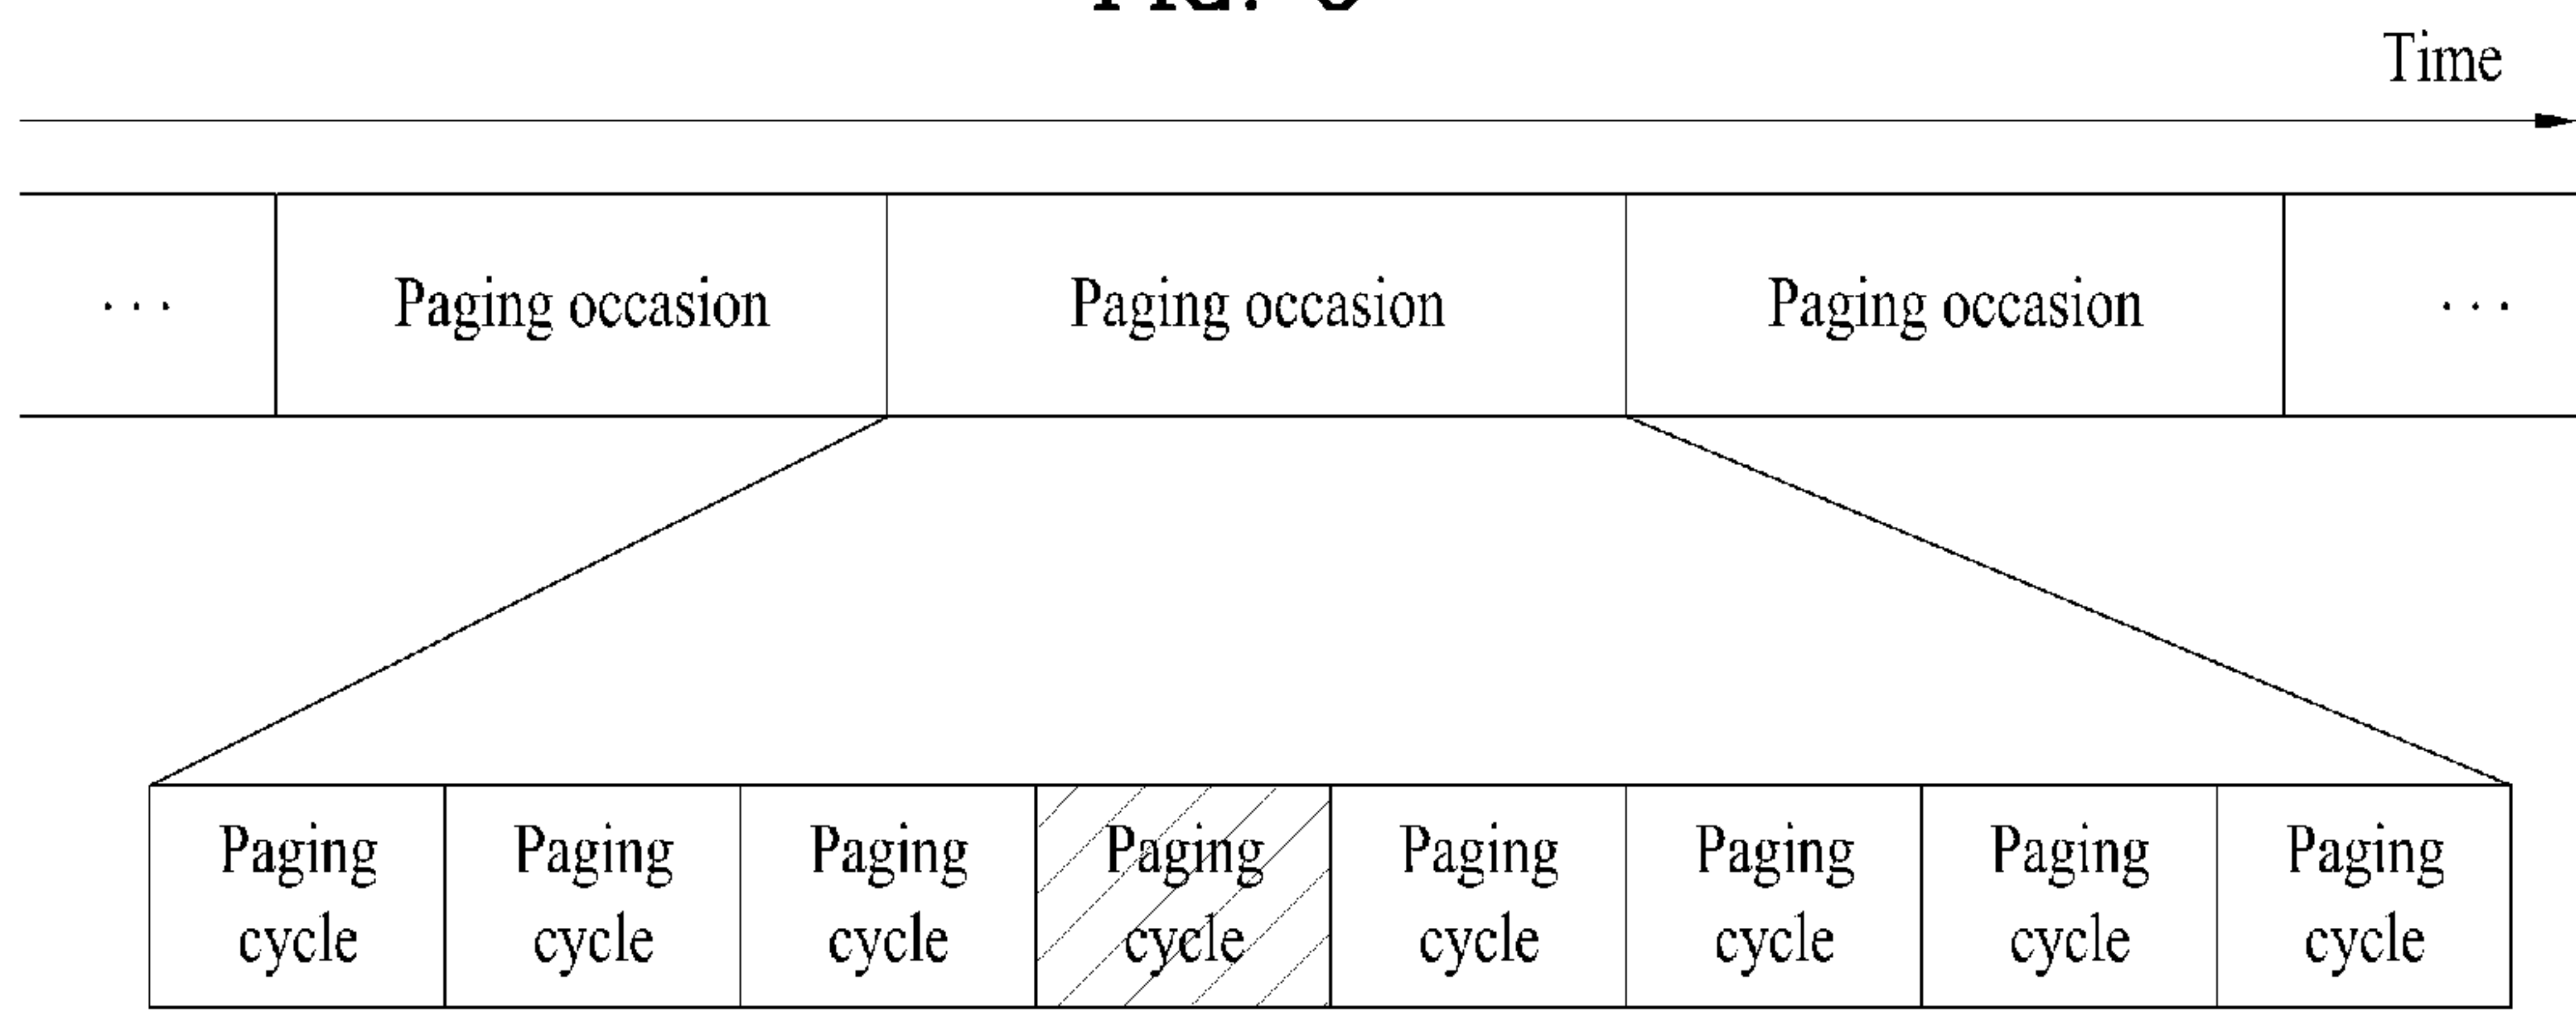 Time
· · · Paging occasion Paging occasion Paging occasion · · ·
Paging Paging Paging Paging Paging Paging Paging Paging
cycle cycle cycle cycle cycle cycle cycle cycle